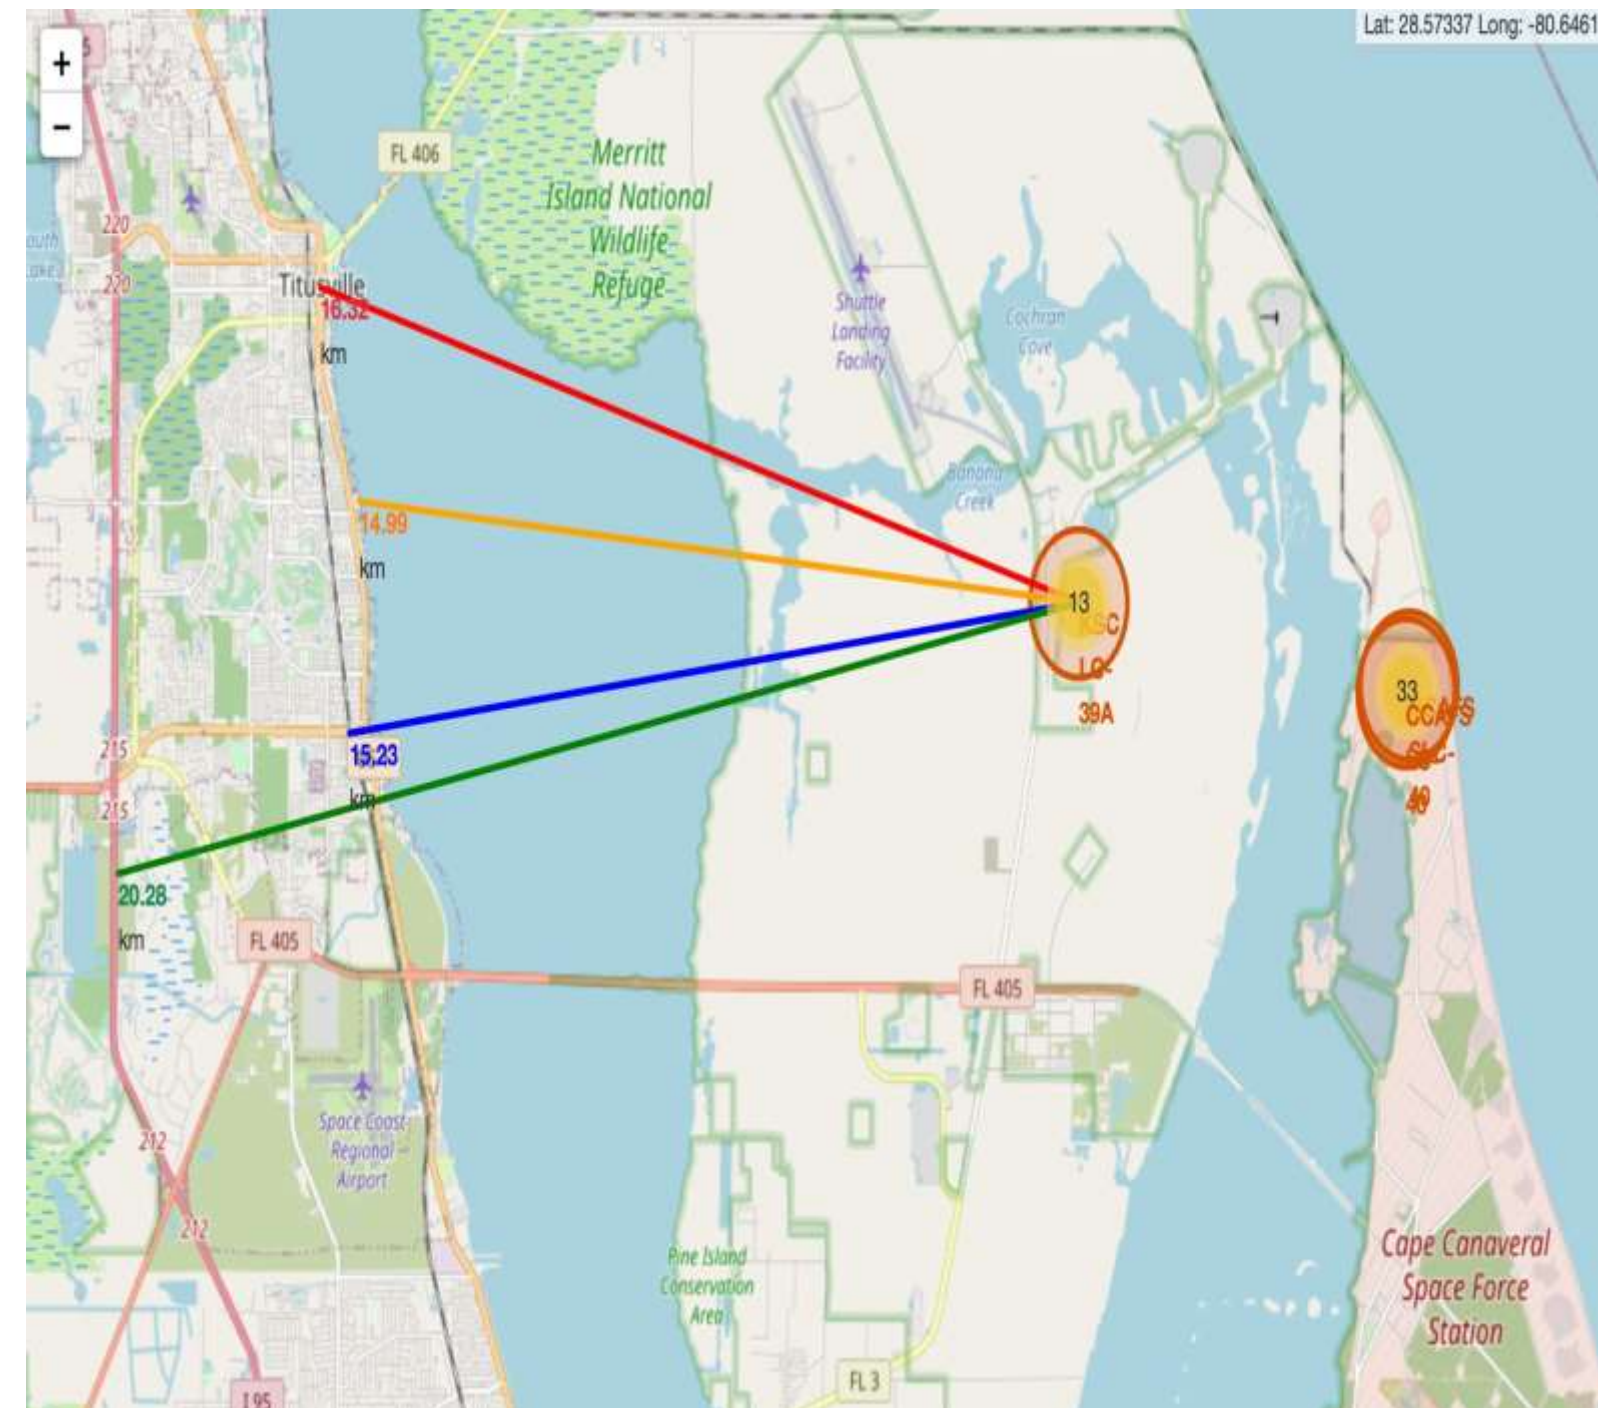 Lat: 28.57337 Long: -80.6461
+
−
FL 406
Merritt
Island National
Wildlife
Refuge
220
220
Titusville
16.32
km
Shuttle
Landing
Facility
Cochran
Cove
Banana
Creek
14.99
km
13
KSC
LC-
39A
33
215
15.23
km
215
20.28
km
FL 405
FL 405
Space Coast
Regional
Airport
212
212
Pine Island
Conservation
Area
Cape Canaveral
Space Force
Station
FL 3
I 95